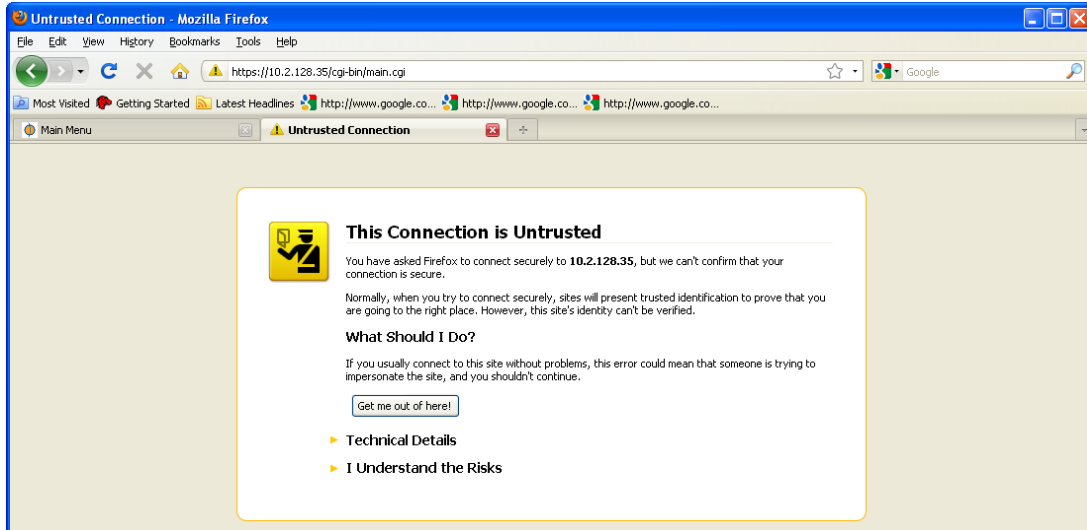 Untrusted Connection - Mozilla Firefox
File Edit View History Bookmarks Tools Help
https://10.2.128.35/cgi-bin/main.cgi
Google
Most Visited Getting Started Latest Headlines http://www.google.co... http://www.google.co... http://www.google.co...
Main Menu Untrusted Connection
This Connection is Untrusted
You have asked Firefox to connect securely to 10.2.128.35, but we can't confirm that your
connection is secure.
Normally, when you try to connect securely, sites will present trusted identification to prove that you
are going to the right place. However, this site's identity can't be verified.
What Should I Do?
If you usually connect to this site without problems, this error could mean that someone is trying to
impersonate the site, and you shouldn't continue.
Get me out of here!
Technical Details
I Understand the Risks